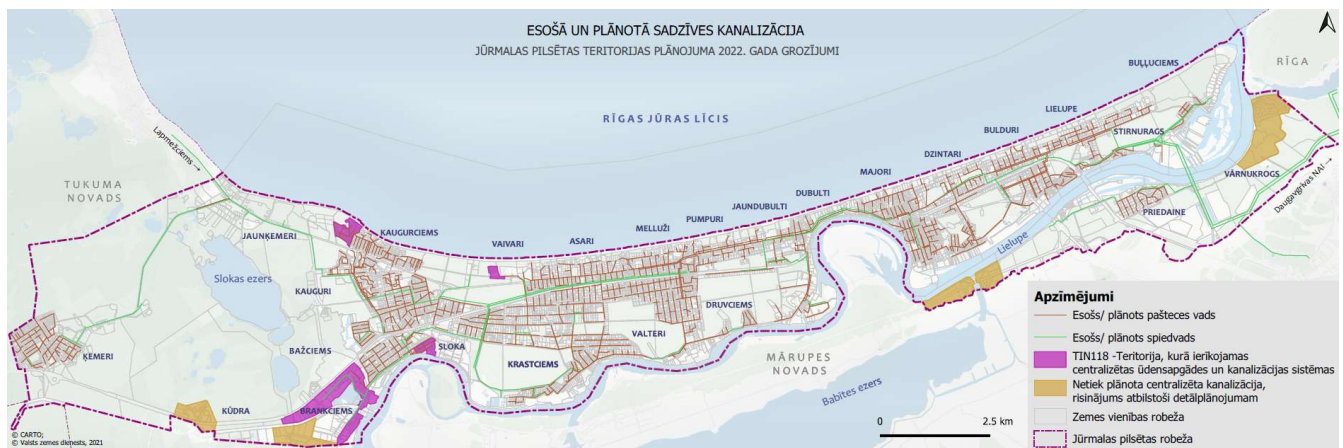 ESOŠĀ UN PLĀNOTĀ SADZĪVES KANALIZĀCIJA
JŪRMALAS PILSĒTAS TERITORIJAS PLĀNOJUMA 2022. GADA GROZĪJUMI
BUĻĻUCIEMS
RĪGA
RĪGAS JŪRAS LĪCIS
LIELUPE
Lapmežciems
BULDURI
STIRNURAGS
DZINTARI
TUKUMA
NOVADS
MAJORI
VĀRNUKROGS
Daugavgrīvas NAI
DUBULTI
JAUNDUBULTI
PRIEDAINE
PUMPURI
MELLUŽI
JAUNĶEMERI
KAUGURCIEMS
ASARI
VAIVARI
Lielupe
Slokas ezers
KAUGURI
DRUVCIEMS
VALTERI
BAŽCIEMS
SLOKA
ĶEMERI
KRASTCIEMS
MĀRUPES
NOVADS
Babītes ezers
KŪDRA
BRANKCIEMS
Apzīmējumi
Esošs/ plānots pašteces vads
Esošs/ plānots spiedvads
TIN118 -Teritorija, kurā ierīkojamas
centralizētas ūdensapgādes un kanalizācijas sistēmas
Netiek plānota centralizēta kanalizācija,
risinājums atbilstoši detālplānojumam
Zemes vienības robeža
Jūrmalas pilsētas robeža
0 2.5 km
© CARTO;
© Valsts zemes dienests, 2021